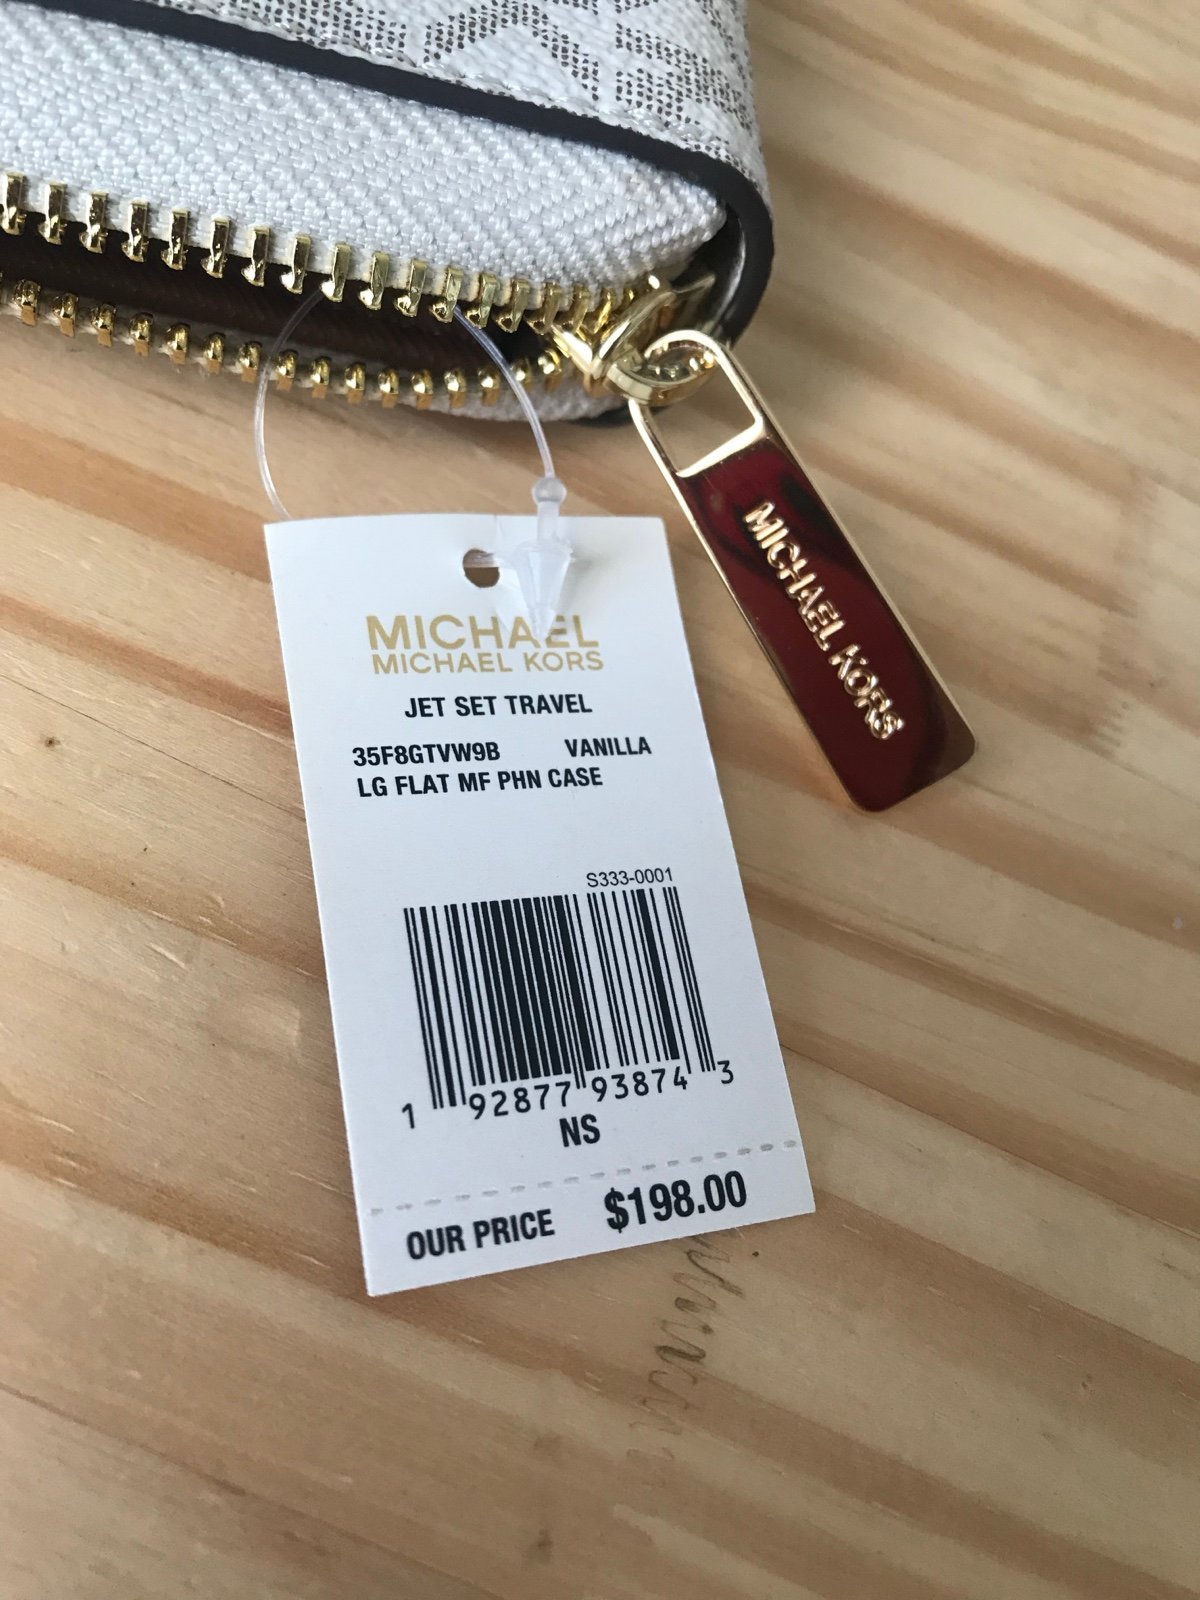 MICHAEL
MICHAEL KORS
JET SET TRAVEL
35F8GTVW9B VANILLA
LG FLAT MF PHN CASE
S333-0001
1 92877 93874 3
NS
OUR PRICE $198.00
MICHAEL KORS